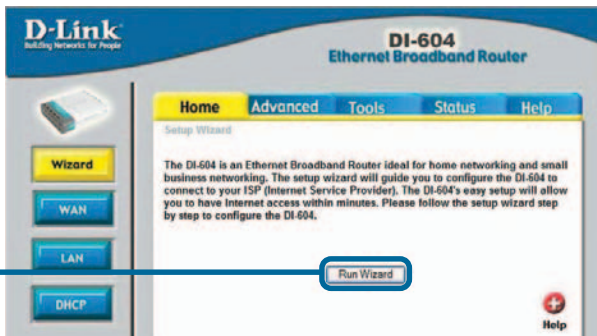 D-Link
Building Networks for People
DI-604
Ethernet Broadband Router
Home Advanced Tools Status Help
Setup Wizard
Wizard
WAN
LAN
DHCP
The DI-604 is an Ethernet Broadband Router ideal for home networking and small
business networking. The setup wizard will guide you to configure the DI-604 to
connect to your ISP (Internet Service Provider). The DI-604's easy setup will allow
you to have Internet access within minutes. Please follow the setup wizard step
by step to configure the DI-604.
Run Wizard
Help